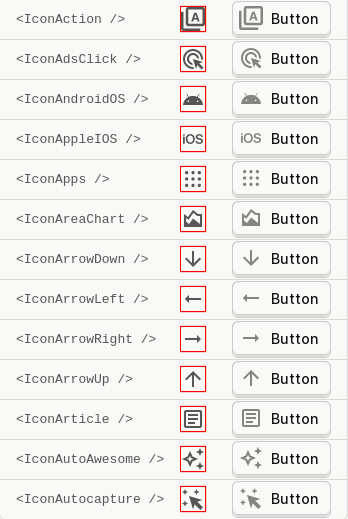 <IconAction /> A A Button
<IconAdsClick /> Button
<IconAndroidOS /> Button
<IconAppleIOS /> iOS iOS Button
<IconApps /> Button
<IconAreaChart /> Button
<IconArrowDown /> Button
<IconArrowLeft /> Button
<IconArrowRight /> Button
<IconArrowUp /> Button
<IconArticle /> Button
<IconAutoAwesome /> Button
<IconAutocapture /> Button